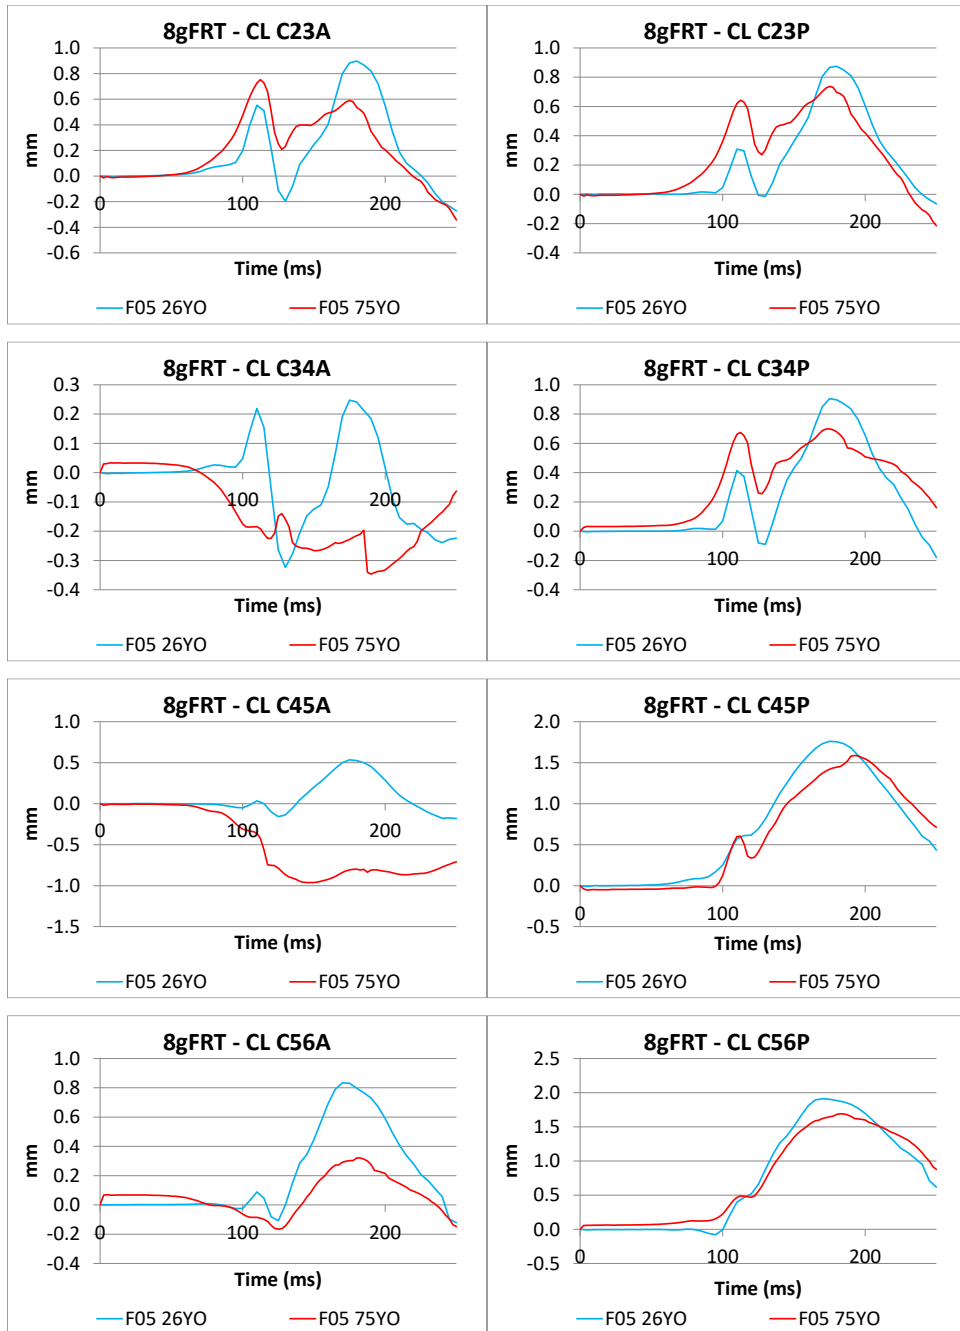 8gFRT - CL C23A
1.0
0.8
0.6
0.4
0.2
0.0
-0.2
-0.4
-0.6
0
100
200
mm
Time (ms)
F05 26YO F05 75YO
8gFRT - CL C23P
1.0
0.8
0.6
0.4
0.2
0.0
-0.2
-0.4
0
100
200
mm
Time (ms)
F05 26YO F05 75YO
8gFRT - CL C34A
0.3
0.2
0.1
0.0
-0.1
-0.2
-0.3
-0.4
0
100
200
mm
Time (ms)
F05 26YO F05 75YO
8gFRT - CL C34P
1.0
0.8
0.6
0.4
0.2
0.0
-0.2
-0.4
0
100
200
mm
Time (ms)
F05 26YO F05 75YO
8gFRT - CL C45A
1.0
0.5
0.0
-0.5
-1.0
-1.5
0
100
200
mm
Time (ms)
F05 26YO F05 75YO
8gFRT - CL C45P
2.0
1.5
1.0
0.5
0.0
-0.5
0
100
200
mm
Time (ms)
F05 26YO F05 75YO
8gFRT - CL C56A
1.0
0.8
0.6
0.4
0.2
0.0
-0.2
-0.4
0
100
200
mm
Time (ms)
F05 26YO F05 75YO
8gFRT - CL C56P
2.5
2.0
1.5
1.0
0.5
0.0
-0.5
0
100
200
mm
Time (ms)
F05 26YO F05 75YO